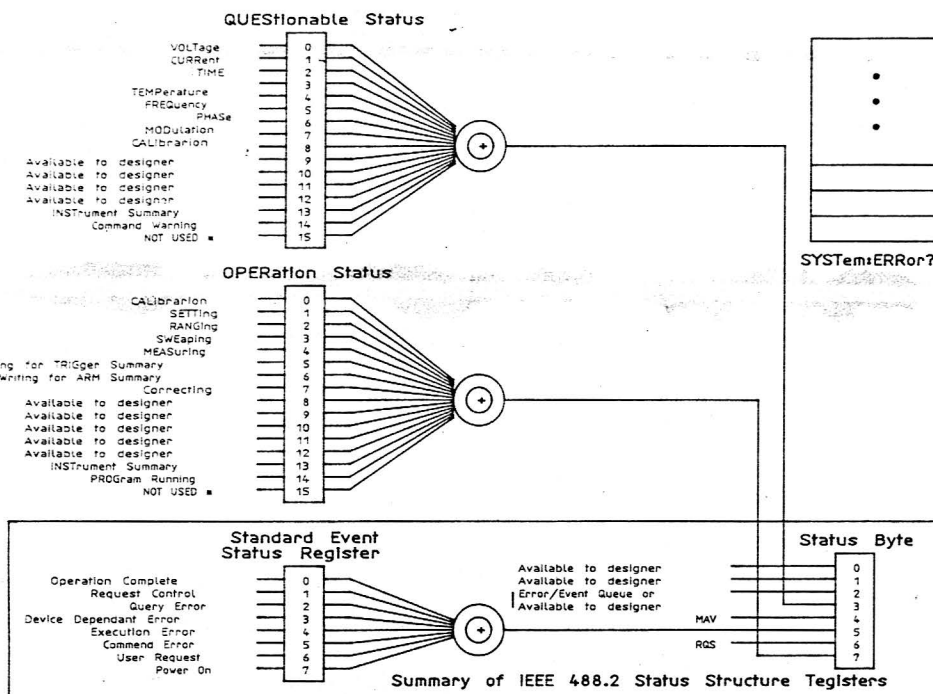 QUEStionable Status
VOLTage 0
CURRent 1
TIME 2
3
TEMPerature 4
FREQuency 5
PHASe 6
MODulation 7
CALibrarion 8
Available to designer 9
Available to designer 10
Available to designer 11
Available to designer 12
INSTrument Summary 13
Command Warning 14
NOT USED 15
+
SYSTem:ERRor?
OPERation Status
CALibrarion 0
SETTIng 1
RANGIng 2
SWEaping 3
MEASuring 4
ng for TRIGger Summary 5
Writing for ARM Summary 6
Correcting 7
Available to designer 8
Available to designer 9
Available to designer 10
Available to designer 11
Available to designer 12
INSTrument Summary 13
PROGram Running 14
NOT USED 15
+
Standard Event
Status Register
Operation Complete 0
Request Control 1
Query Error 2
Device Dependant Error 3
Execution Error 4
Commend Error 5
User Request 6
Power On 7
+
Status Byte
Available to designer 0
Available to designer 1
Error/Event Queue or 2
Available to designer 3
MAV 4
5
RQS 6
7
Summary of IEEE 488.2 Status Structure Tegisters